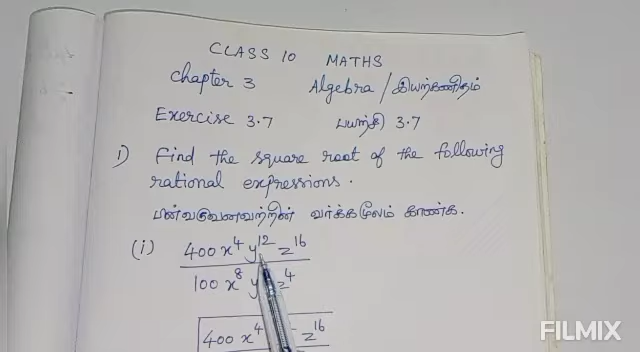 CLASS 10 MATHS
Chapter 3 Algebra / இயற்கணிதம்
Exercise 3.7 பயிற்சி 3.7
1) Find the square root of the following
rational expressions.
பின்வருவனவற்றின் வர்க்கமூலம் காண்க.
(i) 400 x⁴ y¹² z¹⁶
100 x⁸ y z⁴
400 x⁴ z¹⁶
FILMIX